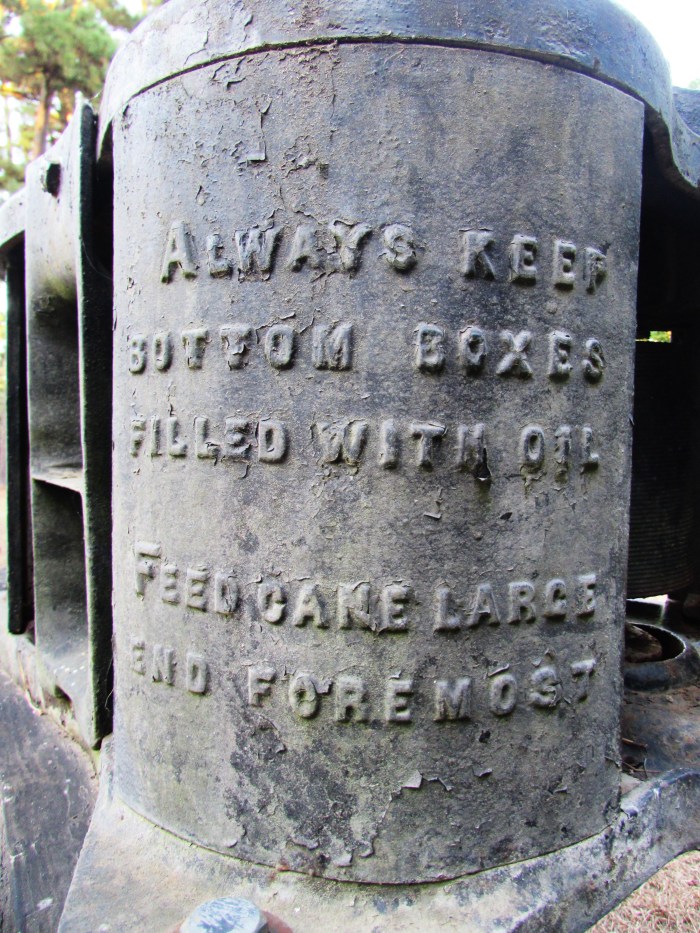 ALWAYS KEEP
BOTTOM BOXES
FILLED WITH OIL
FEED CANE LARGE
END FOREMOST